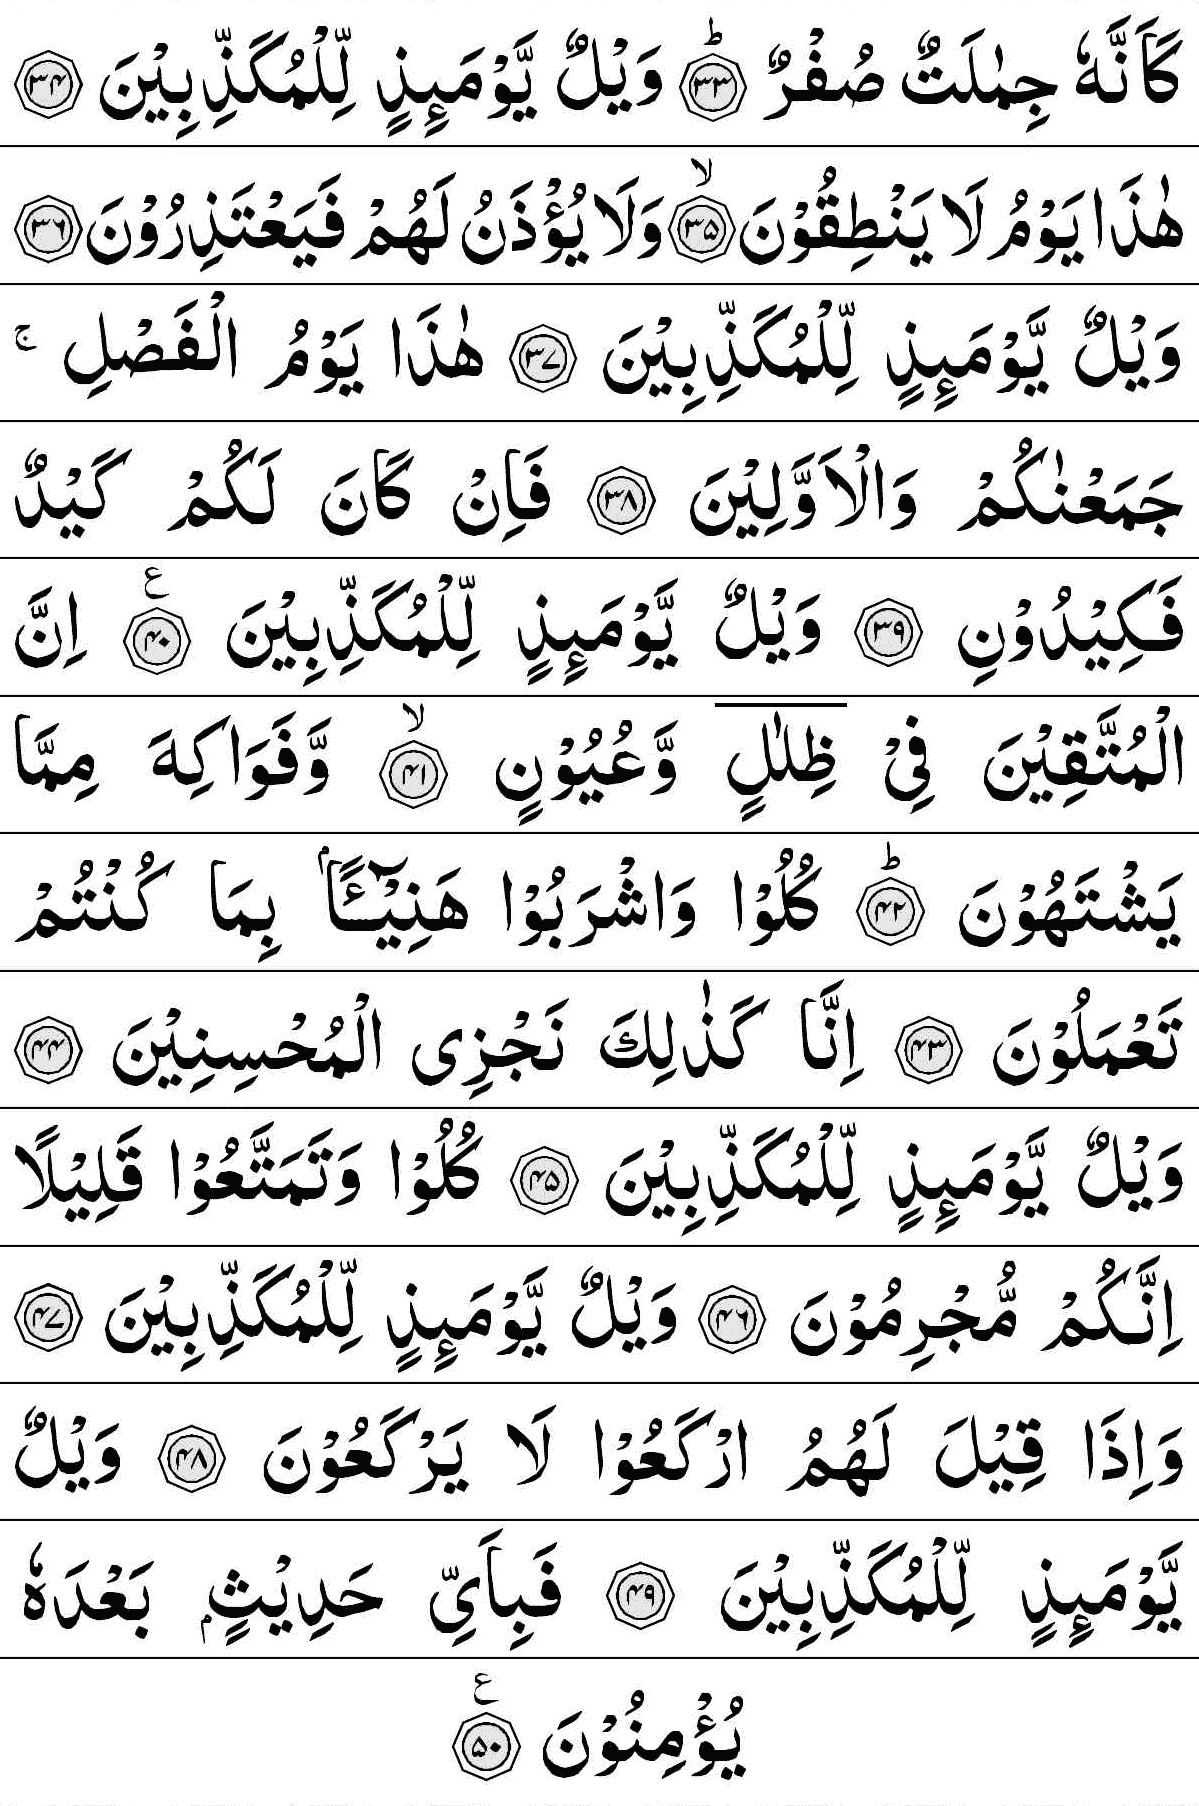 كَاَنَّهٗ جِمٰلَتٌ صُفْرٌ ؕ‏ ﴿۳۳﴾ وَيْلٌ يَّوْمَٮِٕذٍ لِّلْمُكَذِّبِيْنَ ﴿۳۴﴾
هٰذَا يَوْمُ لَا يَنْطِقُوْنَۙ ﴿۳۵﴾ وَلَا يُؤْذَنُ لَهُمْ فَيَعْتَذِرُوْنَ ﴿۳۶﴾
وَيْلٌ يَّوْمَٮِٕذٍ لِّلْمُكَذِّبِيْنَ ﴿۳۷﴾ هٰذَا يَوْمُ الْفَصْلِ ۚ
جَمَعْنٰكُمْ وَالْاَوَّلِيْنَ ﴿۳۸﴾ فَاِنْ كَانَ لَكُمْ كَيْدٌ
فَكِيْدُوْنِ ﴿۳۹﴾ وَيْلٌ يَّوْمَٮِٕذٍ لِّلْمُكَذِّبِيْنَ ﴿۴۰﴾ ع اِنَّ
الْمُتَّقِيْنَ فِىْ ظِلٰلٍ وَّعُيُوْنٍۙ ﴿۴۱﴾ وَّفَوَاكِهَ مِمَّا
يَشْتَهُوْنَؕ ﴿۴۲﴾ كُلُوْا وَاشْرَبُوْا هَنِيْٓــًٔاۢ بِمَا كُنْتُمْ
تَعْمَلُوْنَ ﴿۴۳﴾ اِنَّا كَذٰلِكَ نَجْزِى الْمُحْسِنِيْنَ ﴿۴۴﴾
وَيْلٌ يَّوْمَٮِٕذٍ لِّلْمُكَذِّبِيْنَ ﴿۴۵﴾ كُلُوْا وَتَمَتَّعُوْا قَلِيْلًا
اِنَّكُمْ مُّجْرِمُوْنَ ﴿۴۶﴾ وَيْلٌ يَّوْمَٮِٕذٍ لِّلْمُكَذِّبِيْنَ ﴿۴۷﴾
وَاِذَا قِيْلَ لَهُمُ ارْكَعُوْا لَا يَرْكَعُوْنَ ﴿۴۸﴾ وَيْلٌ
يَّوْمَٮِٕذٍ لِّلْمُكَذِّبِيْنَ ﴿۴۹﴾ فَبِاَىِّ حَدِيْثٍۢ بَعْدَهٗ
يُؤْمِنُوْنَ ﴿۵۰﴾ ع